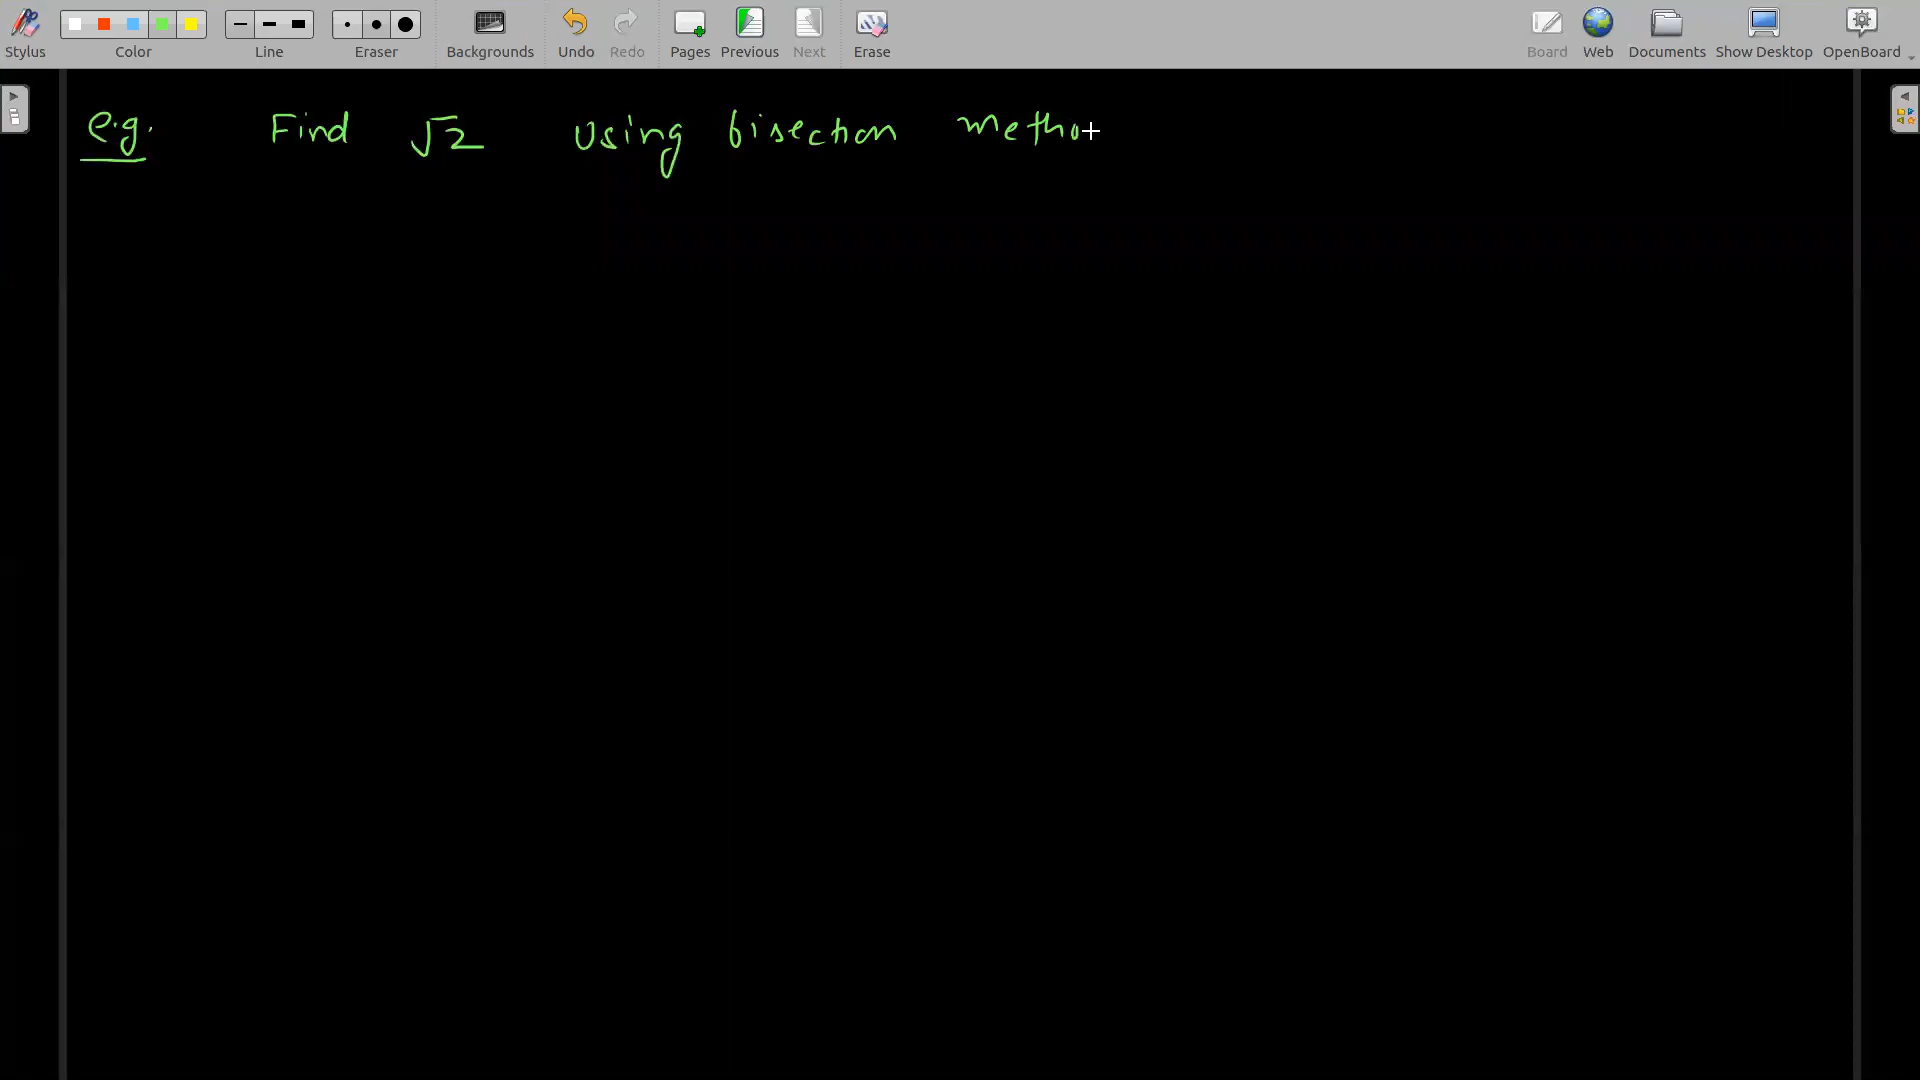 Stylus Color Line Eraser Backgrounds Undo Redo Pages Previous Next Erase Board Web Documents Show Desktop OpenBoard
e.g. Find √2 using bisection metho